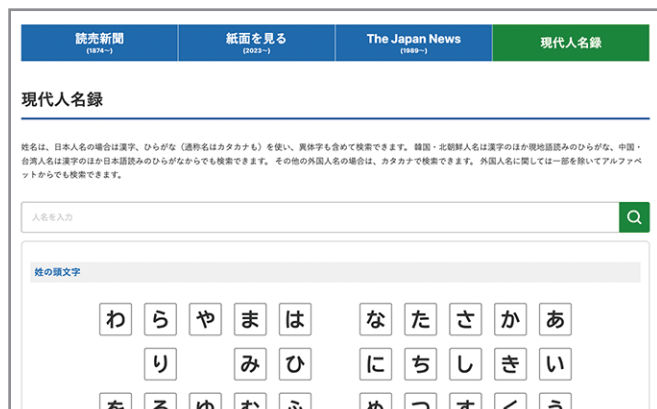 読売新聞
(1874〜)
紙面を見る
(2023〜)
The Japan News
(1989〜)
現代人名録
現代人名録
姓名は、日本人名の場合は漢字、ひらがな（通称名はカタカナも）を使い、異体字も含めて検索できます。 韓国・北朝鮮人名は漢字のほか現地語読みのひらがな、中国・
台湾人名は漢字のほか日本語読みのひらがなからでも検索できます。 その他の外国人名の場合は、カタカナで検索できます。 外国人名に関しては一部を除いてアルファベ
ットからでも検索できます。
人名を入力
姓の頭文字
わ ら や ま は な た さ か あ
り み ひ に ち し き い
を る ゆ む ふ ぬ つ す く う